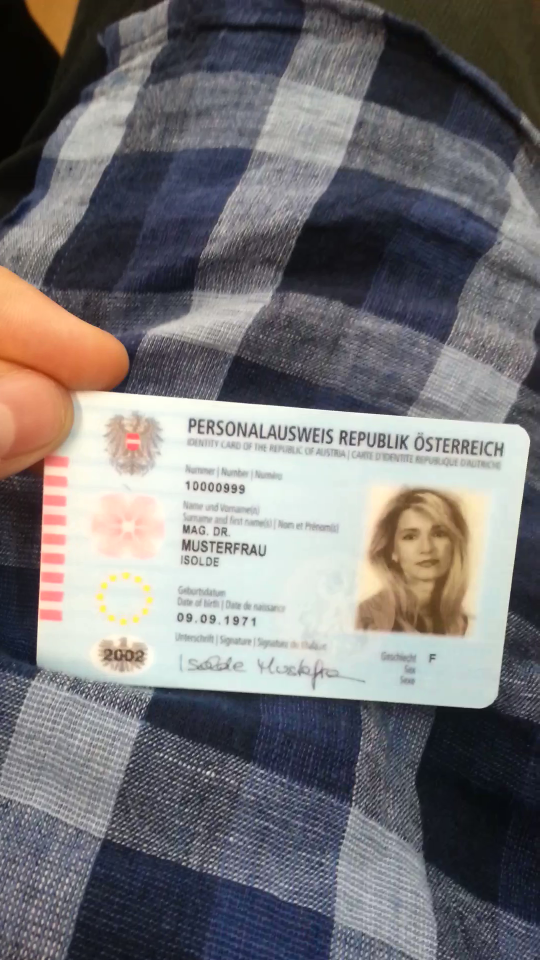 PERSONALAUSWEIS REPUBLIK ÖSTERREICH
IDENTITY CARD OF THE REPUBLIC OF AUSTRIA | CARTE D'IDENTITÉ RÉPUBLIQUE D'AUTRICHE
Nummer | Number | Numéro
10000999
Name und Vorname(n)
Surname and first name(s) | Nom et Prénom(s)
MAG. DR.
MUSTERFRAU
ISOLDE
Geburtsdatum
Date of birth | Date de naissance
09.09.1971
Unterschrift | Signature | Signature du titulaire
Isolde Musterfrau
Geschlecht F
Sex
Sexe
2002